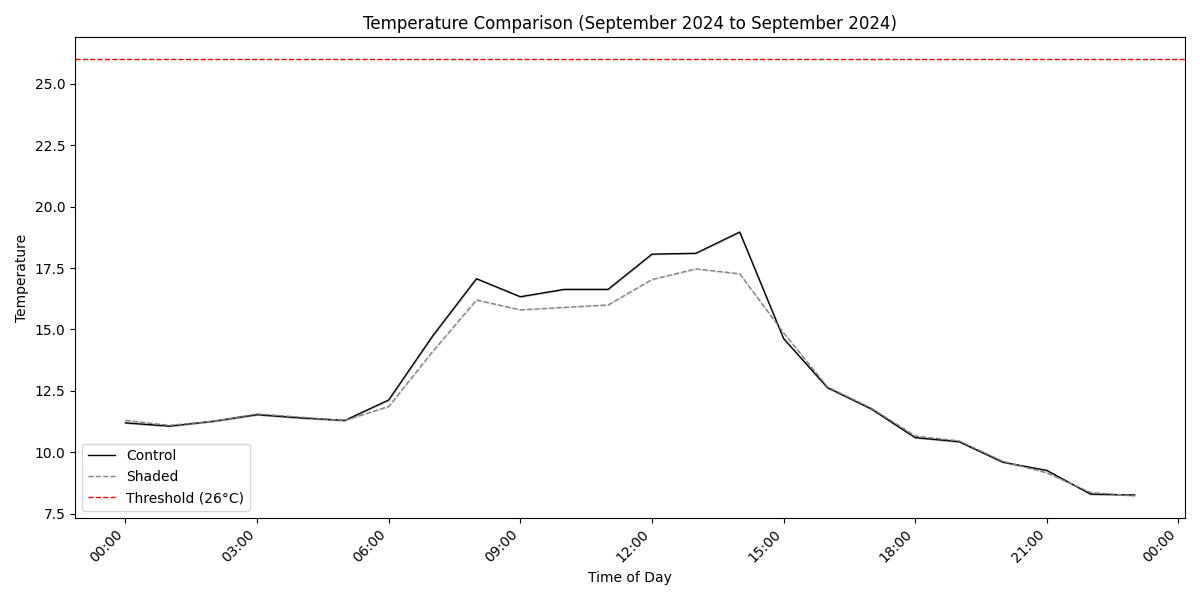 Temperature Comparison (September 2024 to September 2024)
Temperature
25.0
22.5
20.0
17.5
15.0
12.5
10.0
7.5
Control
Shaded
Threshold (26°C)
00:00
03:00
06:00
09:00
12:00
15:00
18:00
21:00
00:00
Time of Day